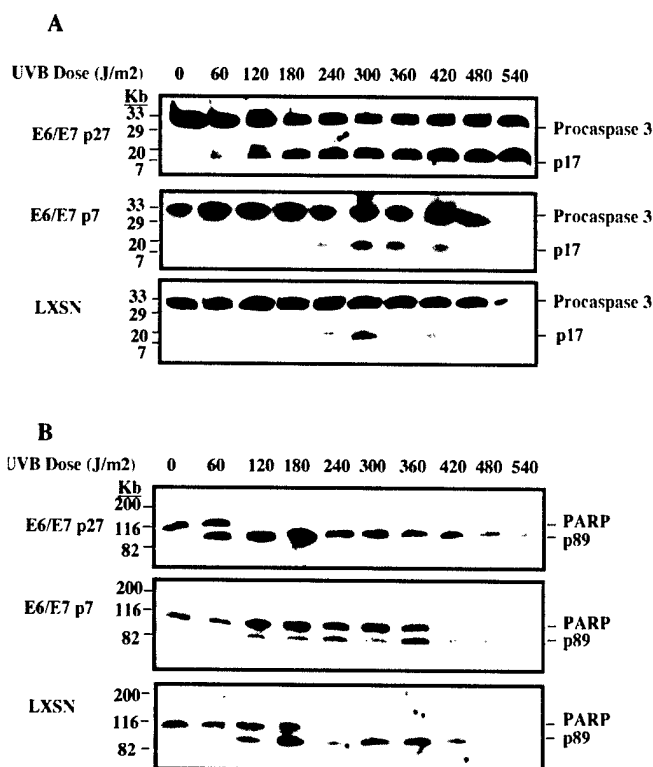 A
UVB Dose (J/m2) 0 60 120 180 240 300 360 420 480 540
Kb
33
29
20
7
E6/E7 p27
Procaspase 3
p17
33
29
20
7
E6/E7 p7
Procaspase 3
p17
33
29
20
7
LXSN
Procaspase 3
p17
B
UVB Dose (J/m2) 0 60 120 180 240 300 360 420 480 540
Kb
200
116
82
E6/E7 p27
PARP
p89
200
116
82
E6/E7 p7
PARP
p89
200
116
82
LXSN
PARP
p89